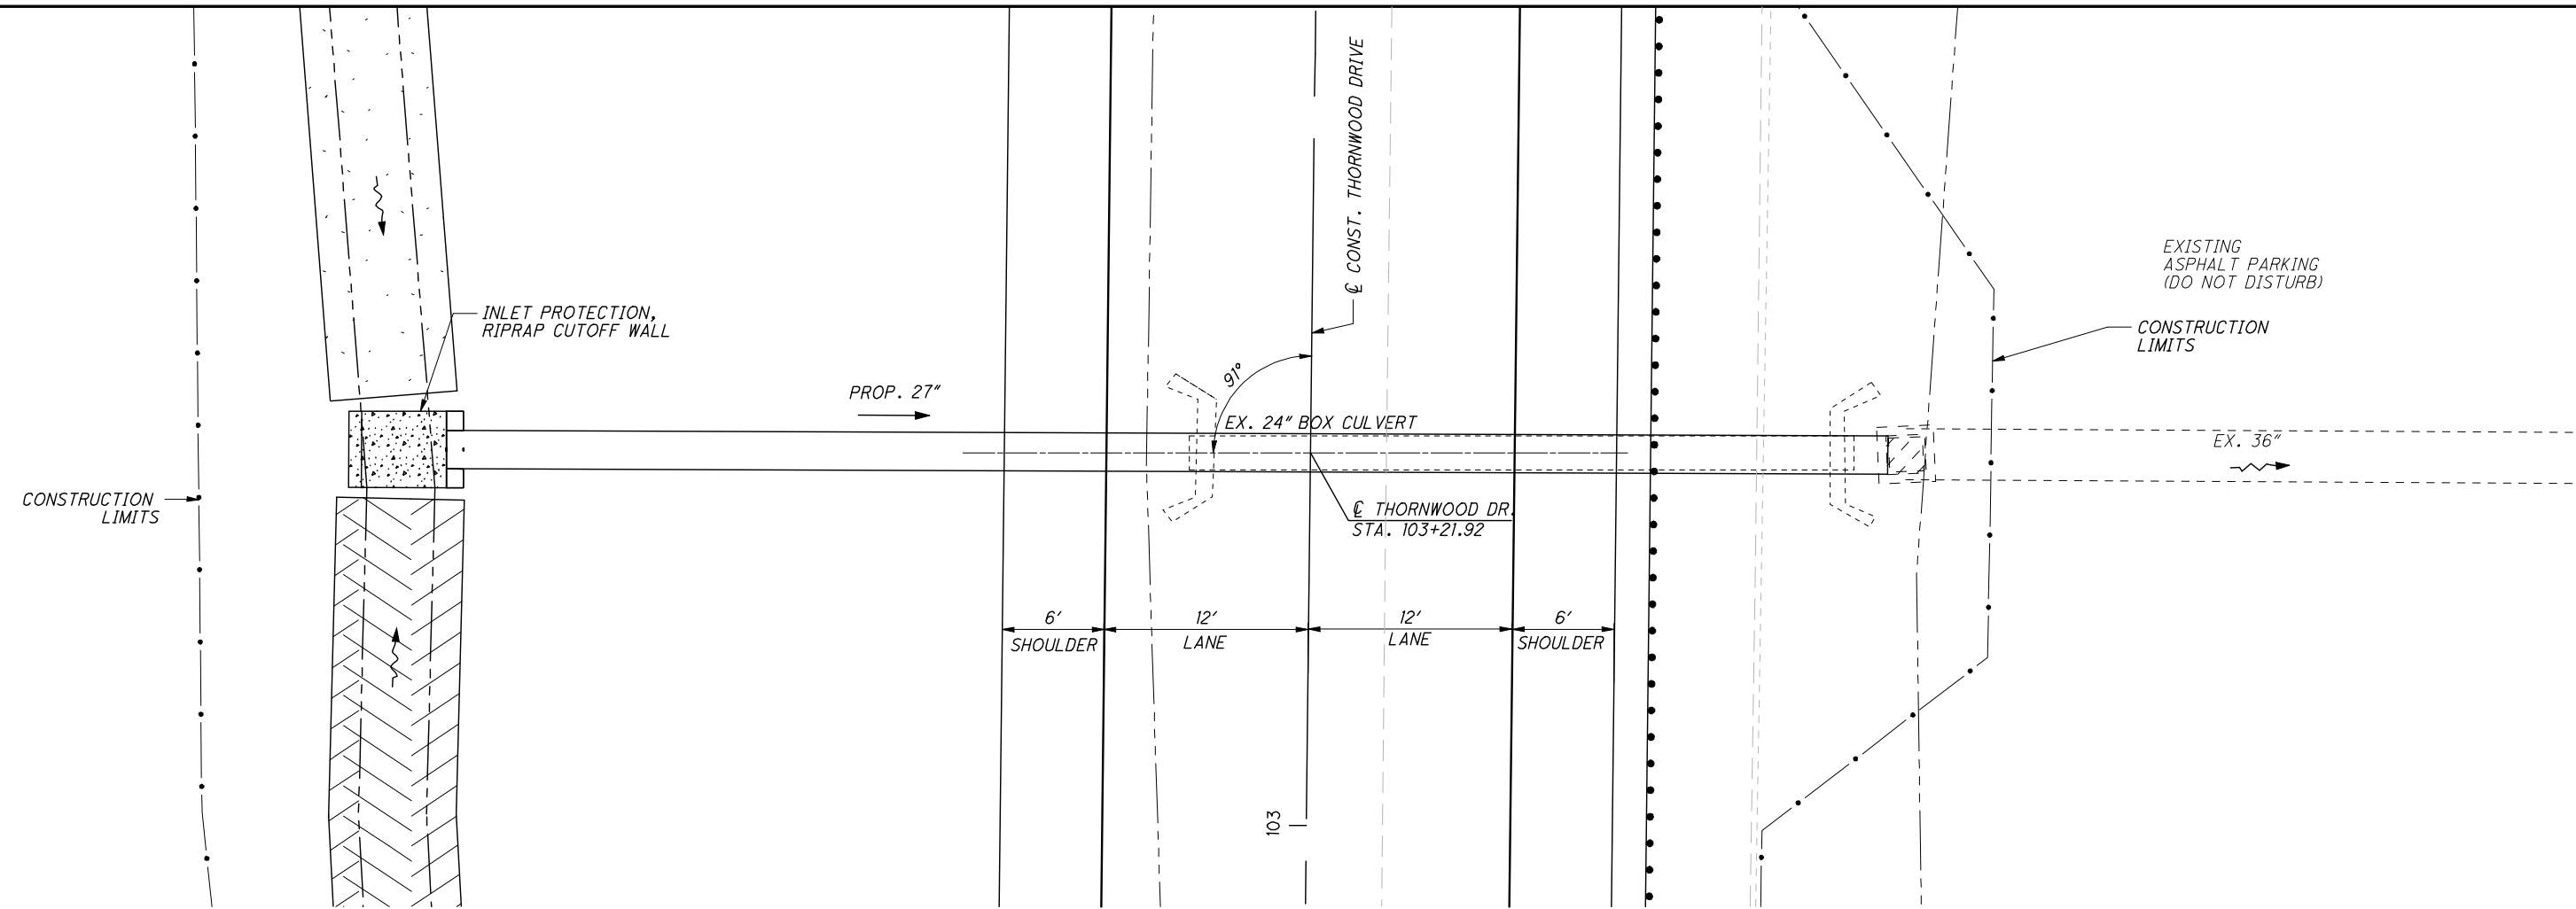 ℄ CONST. THORNWOOD DRIVE
EXISTING
ASPHALT PARKING
(DO NOT DISTURB)
INLET PROTECTION,
RIPRAP CUTOFF WALL
CONSTRUCTION
LIMITS
91°
PROP. 27"
EX. 24" BOX CULVERT
EX. 36"
CONSTRUCTION
LIMITS
℄ THORNWOOD DR.
STA. 103+21.92
6'
SHOULDER
12'
LANE
12'
LANE
6'
SHOULDER
103